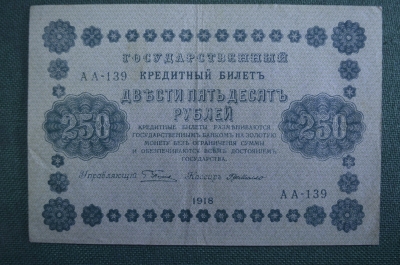 ГОСУДАРСТВЕННЫЙ
АА-139
КРЕДИТНЫЙ БИЛЕТЪ
ДВѢСТИ ПЯТЬДЕСЯТЪ
РУБЛЕЙ
250
250
КРЕДИТНЫЕ БИЛЕТЫ РАЗМѢНИВАЮТСЯ
ГОСУДАРСТВЕННЫМЪ БАНКОМЪ НА ЗОЛОТУЮ
МОНЕТУ БЕЗЪ ОГРАНИЧЕНІЯ СУММЫ
И ОБЕЗПЕЧИВАЮТСЯ ВСѢМЪ ДОСТОЯНІЕМЪ
ГОСУДАРСТВА.
Управляющій
Кассиръ
АА-139
1918